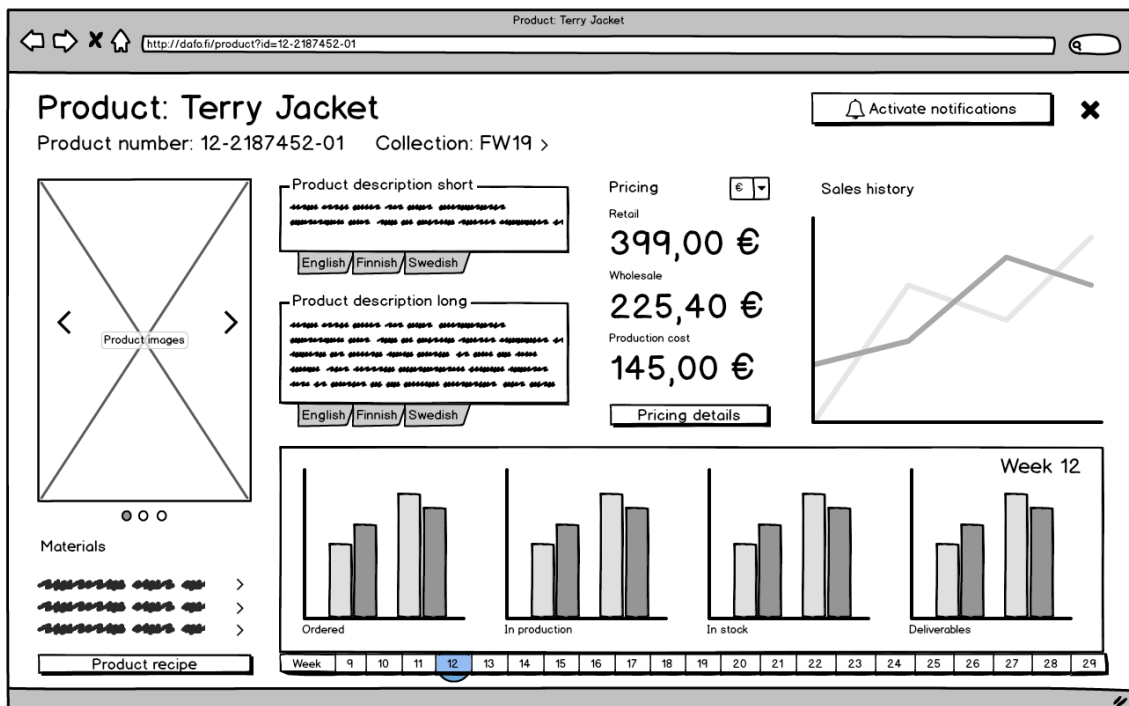 Product: Terry Jacket
http://dafo.fi/product?id=12-2187452-01
Product: Terry Jacket
Activate notifications
Product number: 12-2187452-01 Collection: FW19 >
Product images
Materials
Product recipe
Product description short
English Finnish Swedish
Product description long
English Finnish Swedish
Pricing €
Retail
399,00 €
Wholesale
225,40 €
Production cost
145,00 €
Pricing details
Sales history
Week 12
Ordered In production In stock Deliverables
Week 9 10 11 12 13 14 15 16 17 18 19 20 21 22 23 24 25 26 27 28 29